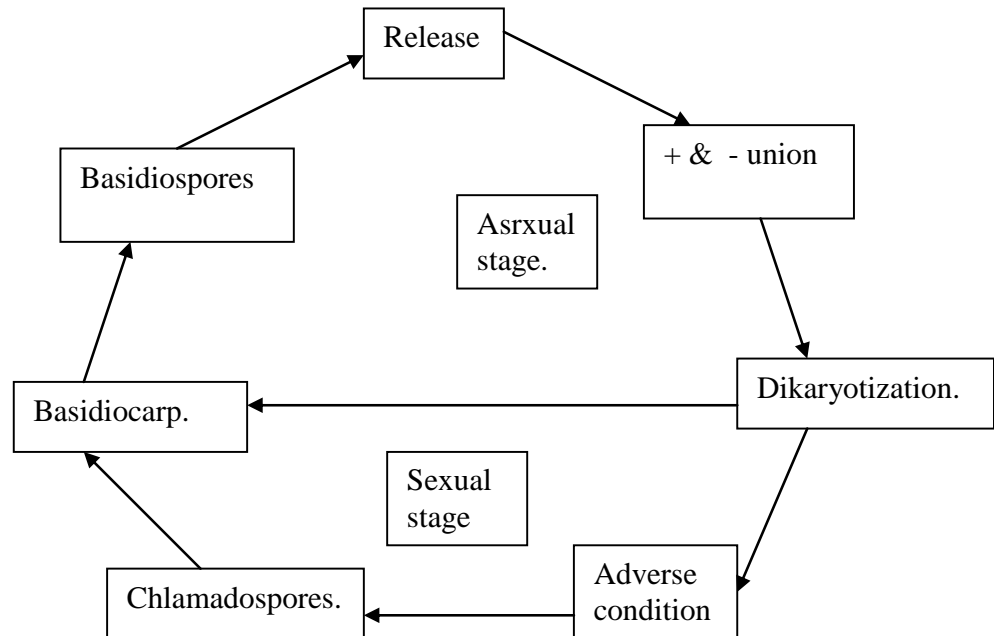 Release
+ & - union
Basidiospores
Asrxual
stage.
Dikaryotization.
Basidiocarp.
Sexual
stage
Adverse
condition
Chlamadospores.